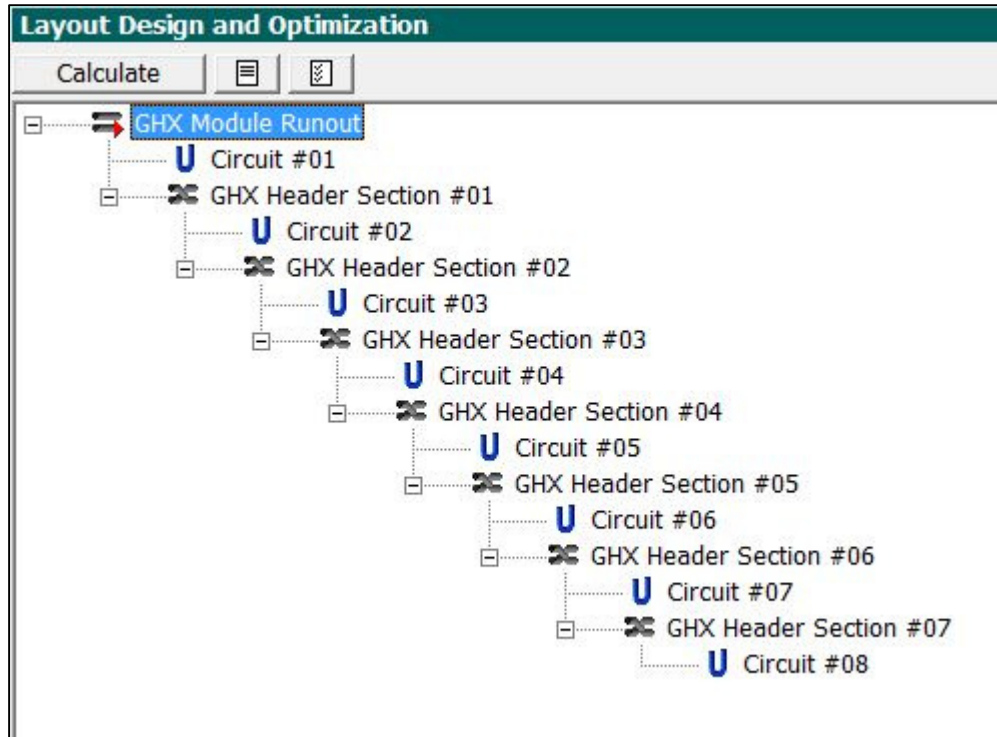 Layout Design and Optimization
Calculate
GHX Module Runout
Circuit #01
GHX Header Section #01
Circuit #02
GHX Header Section #02
Circuit #03
GHX Header Section #03
Circuit #04
GHX Header Section #04
Circuit #05
GHX Header Section #05
Circuit #06
GHX Header Section #06
Circuit #07
GHX Header Section #07
Circuit #08